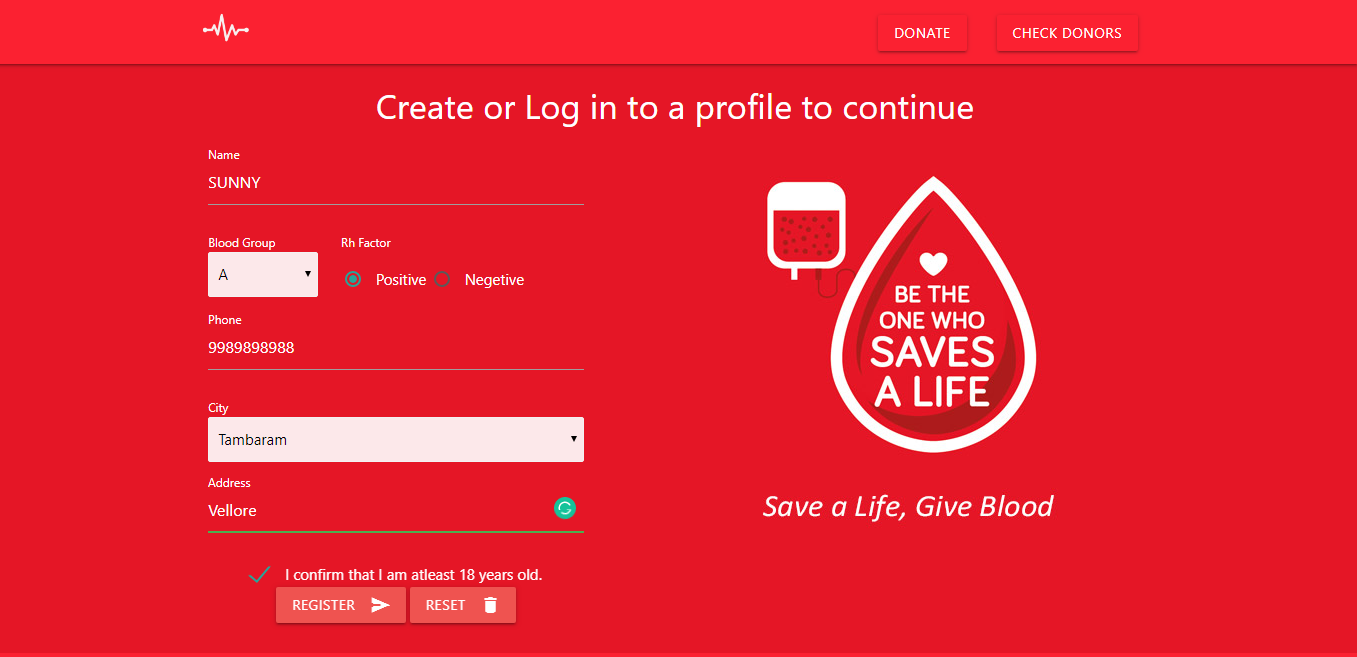 DONATE
CHECK DONORS
Create or Log in to a profile to continue
Name
SUNNY
Blood Group
Rh Factor
A
Positive
Negetive
Phone
9989898988
City
Tambaram
Address
Vellore
I confirm that I am atleast 18 years old.
REGISTER
RESET
BE THE
ONE WHO
SAVES
A LIFE
Save a Life, Give Blood